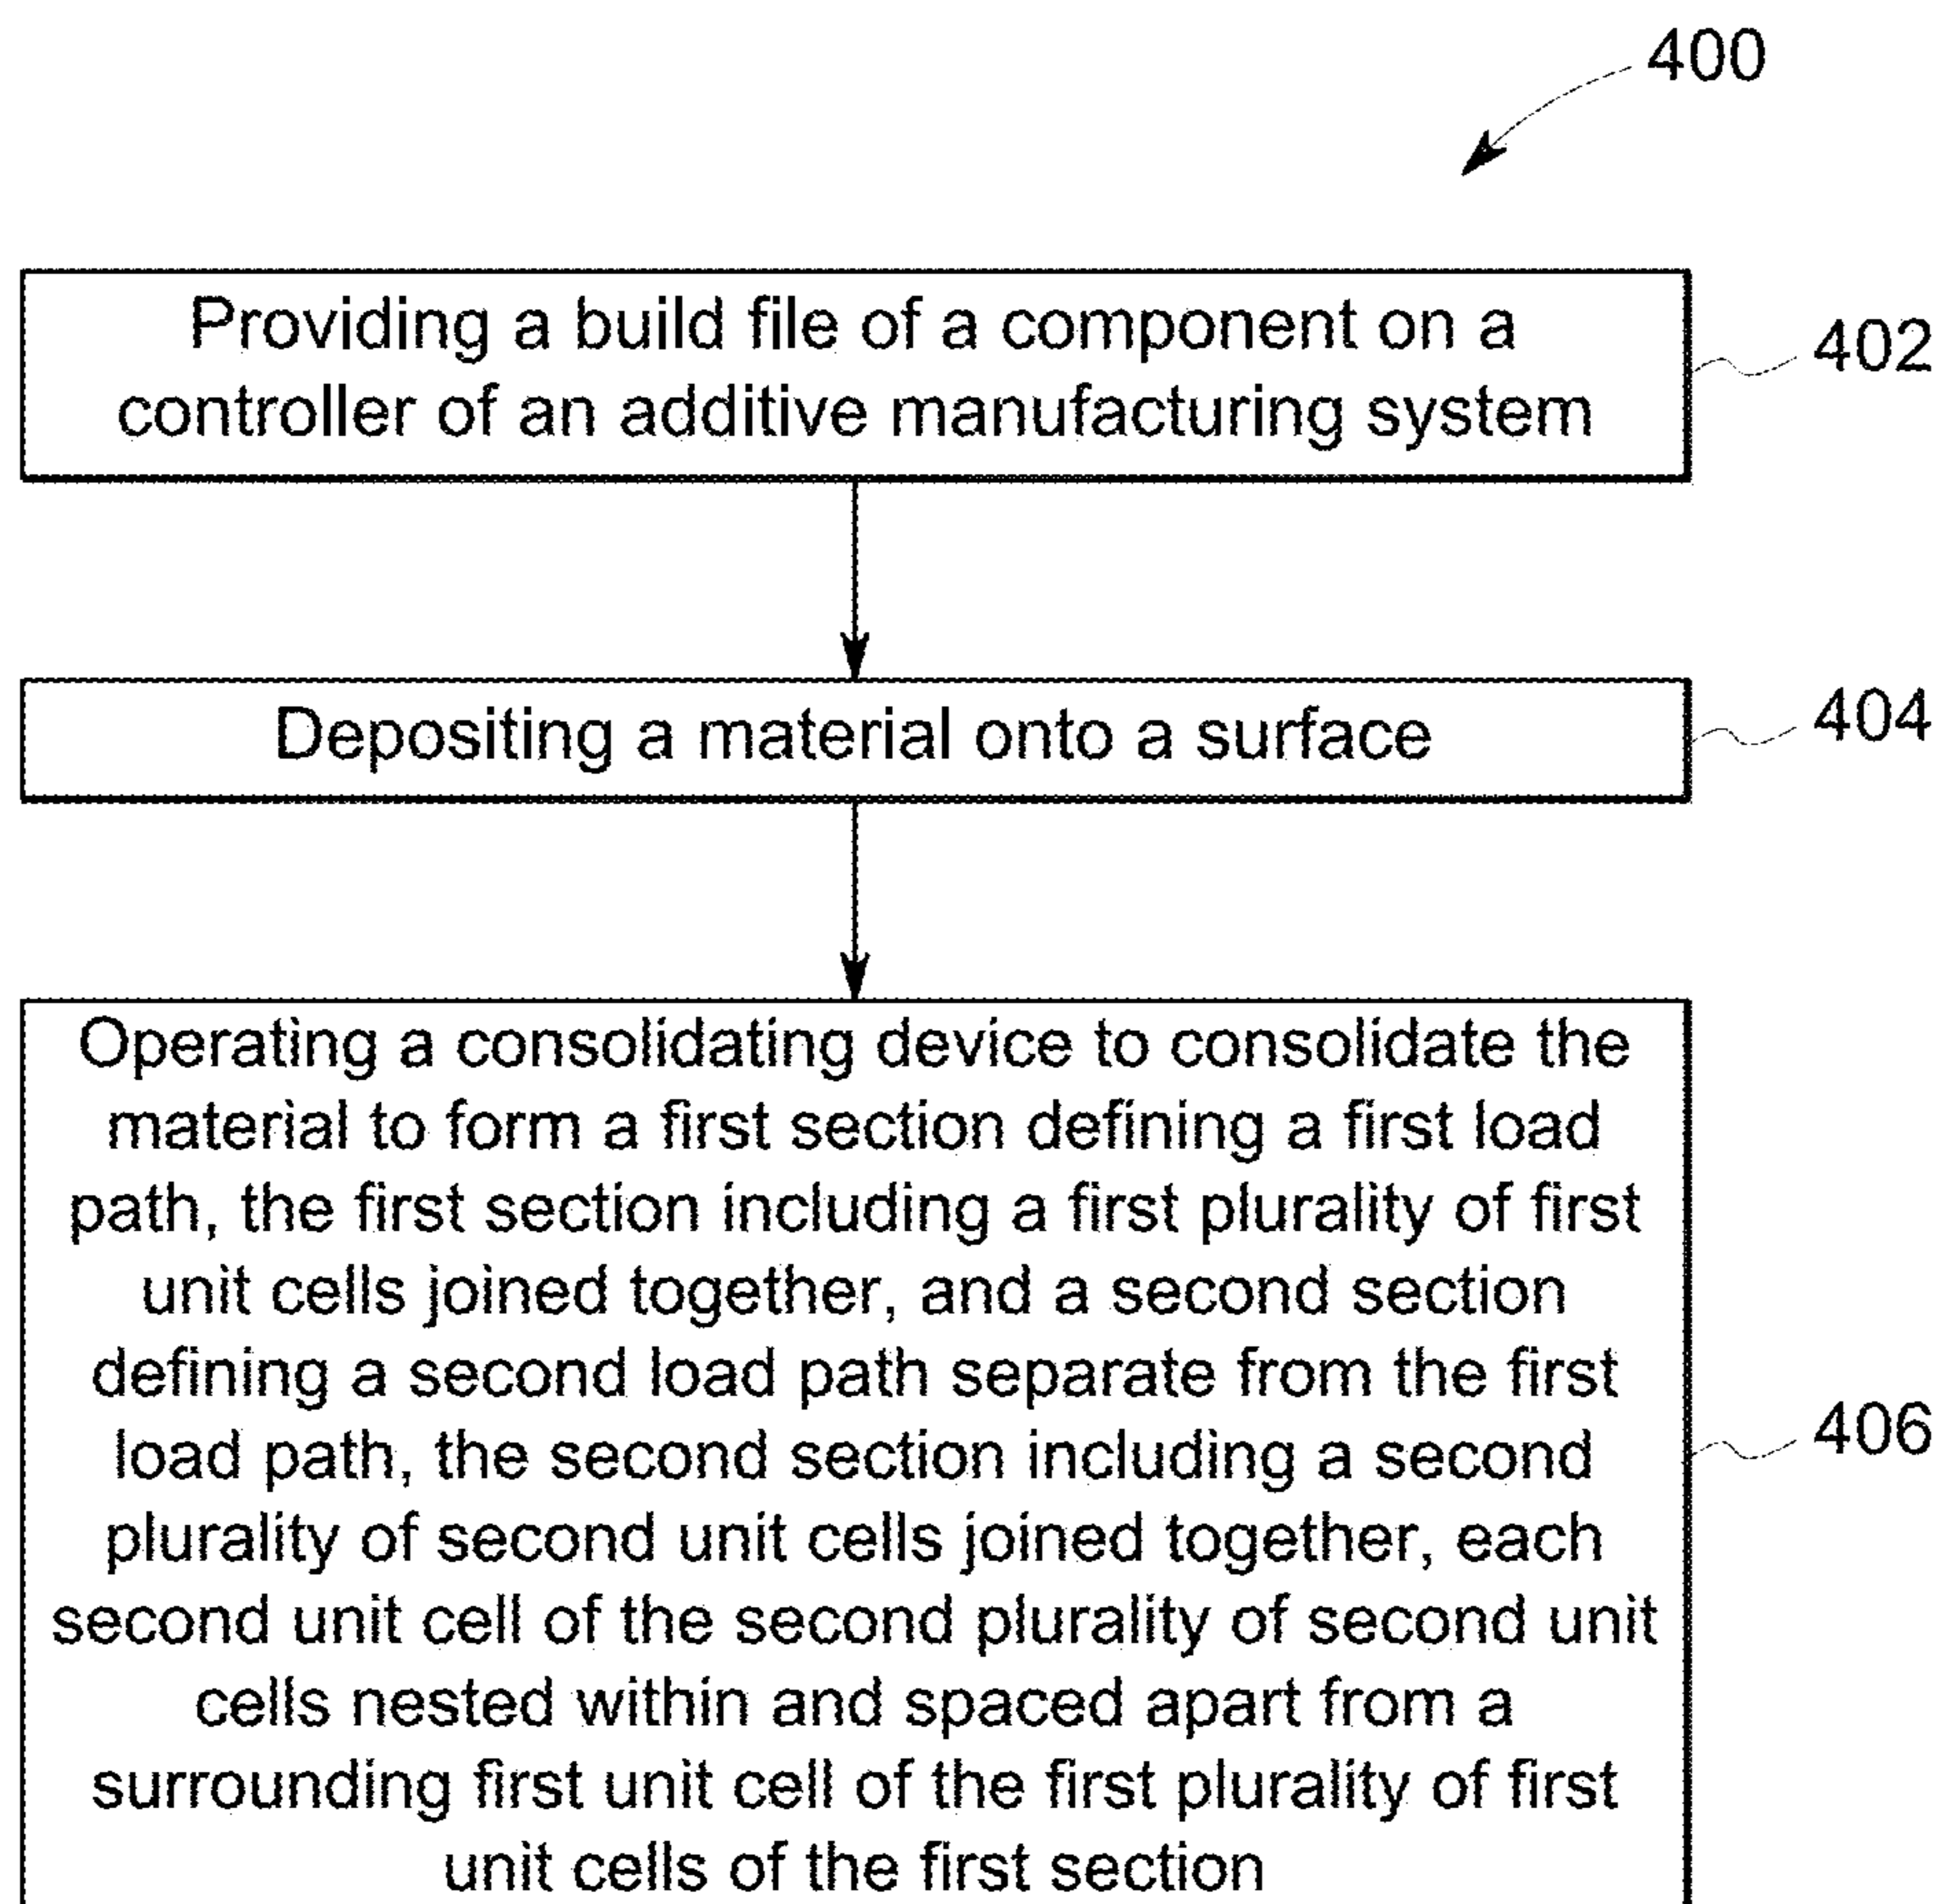 400
Providing a build file of a component on a
controller of an additive manufacturing system
402
Depositing a material onto a surface
404
Operating a consolidating device to consolidate the
material to form a first section defining a first load
path, the first section including a first plurality of first
unit cells joined together, and a second section
defining a second load path separate from the first
load path, the second section including a second
plurality of second unit cells joined together, each
second unit cell of the second plurality of second unit
cells nested within and spaced apart from a
surrounding first unit cell of the first plurality of first
unit cells of the first section
406